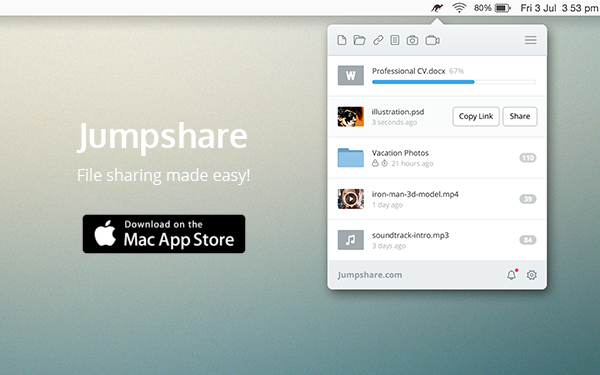 80% Fri 3 Jul 3 53 pm
Jumpshare
File sharing made easy!
Download on the
Mac App Store
W
Professional CV.docx 67%
illustration.psd
3 seconds ago
Copy Link
Share
Vacation Photos
21 hours ago
110
iron-man-3d-model.mp4
1 day ago
39
soundtrack-intro.mp3
3 days ago
84
Jumpshare.com